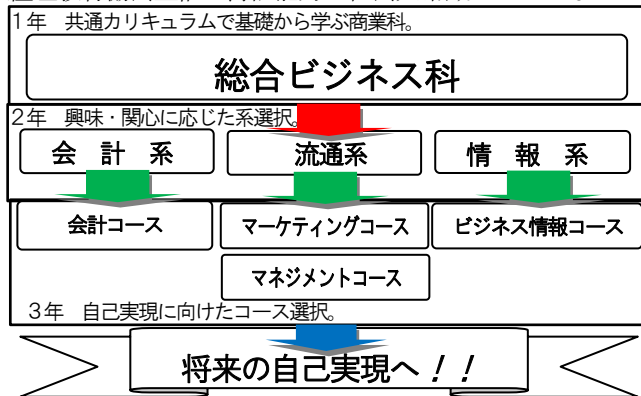 1年 共通カリキュラムで基礎から学ぶ商業科。
総合ビジネス科
2年 興味・関心に応じた系選択。
会 計 系 流通系 情 報 系
会計コース マーケティングコース ビジネス情報コース
マネジメントコース
3年 自己実現に向けたコース選択。
将来の自己実現へ！！